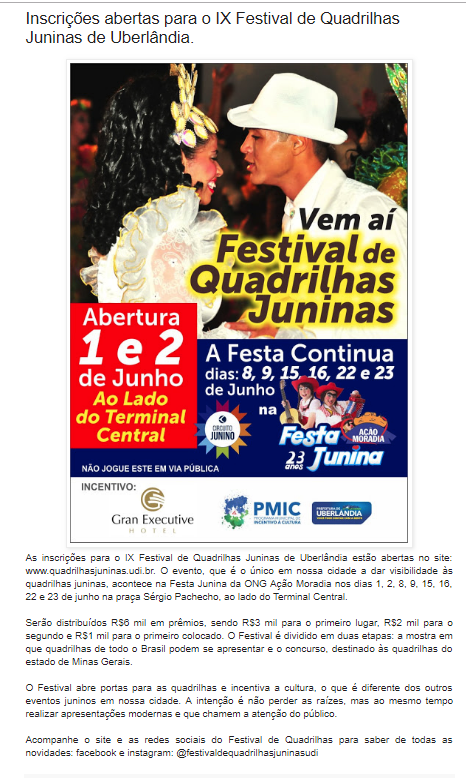 Inscrições abertas para o IX Festival de Quadrilhas
Juninas de Uberlândia.
Vem aí
Festival de
Quadrilhas
Juninas
Abertura
1 e 2
de Junho
Ao Lado
do Terminal
Central
A Festa Continua
dias: 8, 9, 15, 16, 22 e 23
de Junho
na
CIRCUITO
JUNINO
Festa
Junina
23
anos
AÇÃO
MORADIA
NÃO JOGUE ESTE EM VIA PÚBLICA
INCENTIVO:
Gran Executive
HOTEL
PMIC
PROGRAMA MUNICIPAL DE
INCENTIVO À CULTURA
PREFEITURA DE
UBERLÂNDIA
As inscrições para o IX Festival de Quadrilhas Juninas de Uberlândia estão abertas no site:
www.quadrilhasjuninas.udi.br. O evento, que é o único em nossa cidade a dar visibilidade às
quadrilhas juninas, acontece na Festa Junina da ONG Ação Moradia nos dias 1, 2, 8, 9, 15, 16,
22 e 23 de junho na praça Sérgio Pachecho, ao lado do Terminal Central.
Serão distribuídos R$6 mil em prêmios, sendo R$3 mil para o primeiro lugar, R$2 mil para o
segundo e R$1 mil para o primeiro colocado. O Festival é dividido em duas etapas: a mostra em
que quadrilhas de todo o Brasil podem se apresentar e o concurso, destinado às quadrilhas do
estado de Minas Gerais.
O Festival abre portas para as quadrilhas e incentiva a cultura, o que é diferente dos outros
eventos juninos em nossa cidade. A intenção é não perder as raízes, mas ao mesmo tempo
realizar apresentações modernas e que chamem a atenção do público.
Acompanhe o site e as redes sociais do Festival de Quadrilhas para saber de todas as
novidades: facebook e instagram: @festivaldequadrilhasjuninasudi